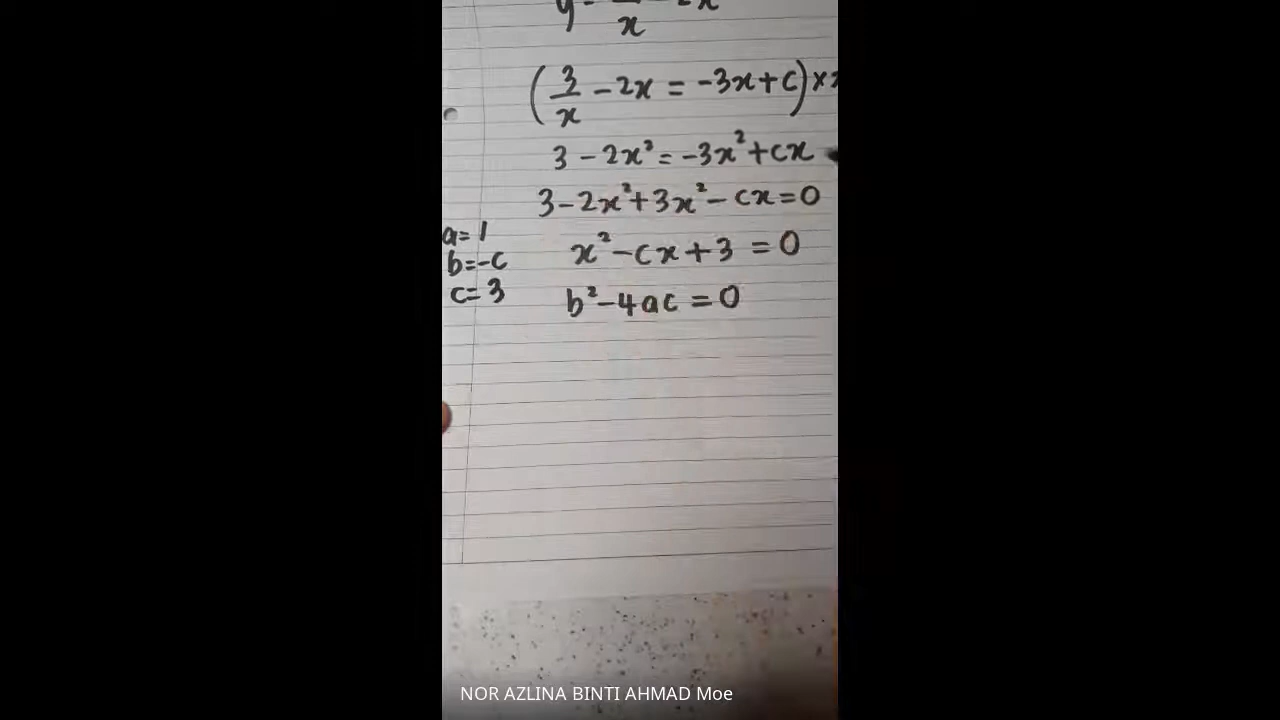 y = x - 2x
(3/x - 2x = -3x + c) × x
3 - 2x² = -3x² + cx
3 - 2x² + 3x² - cx = 0
a = 1
x² - cx + 3 = 0
b = -c
c = 3
b² - 4ac = 0
NOR AZLINA BINTI AHMAD Moe